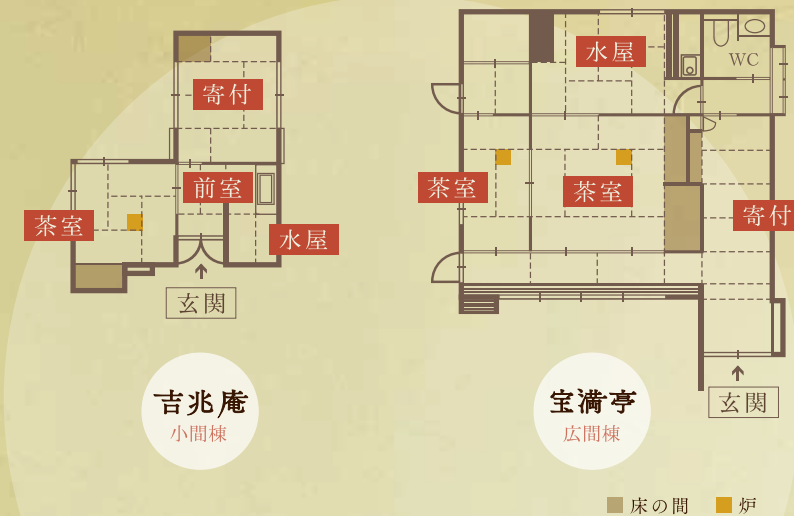 寄付
前室
茶室
水屋
玄関
吉兆庵
小間棟
水屋
WC
茶室
茶室
寄付
玄関
宝満亭
広間棟
床の間
炉